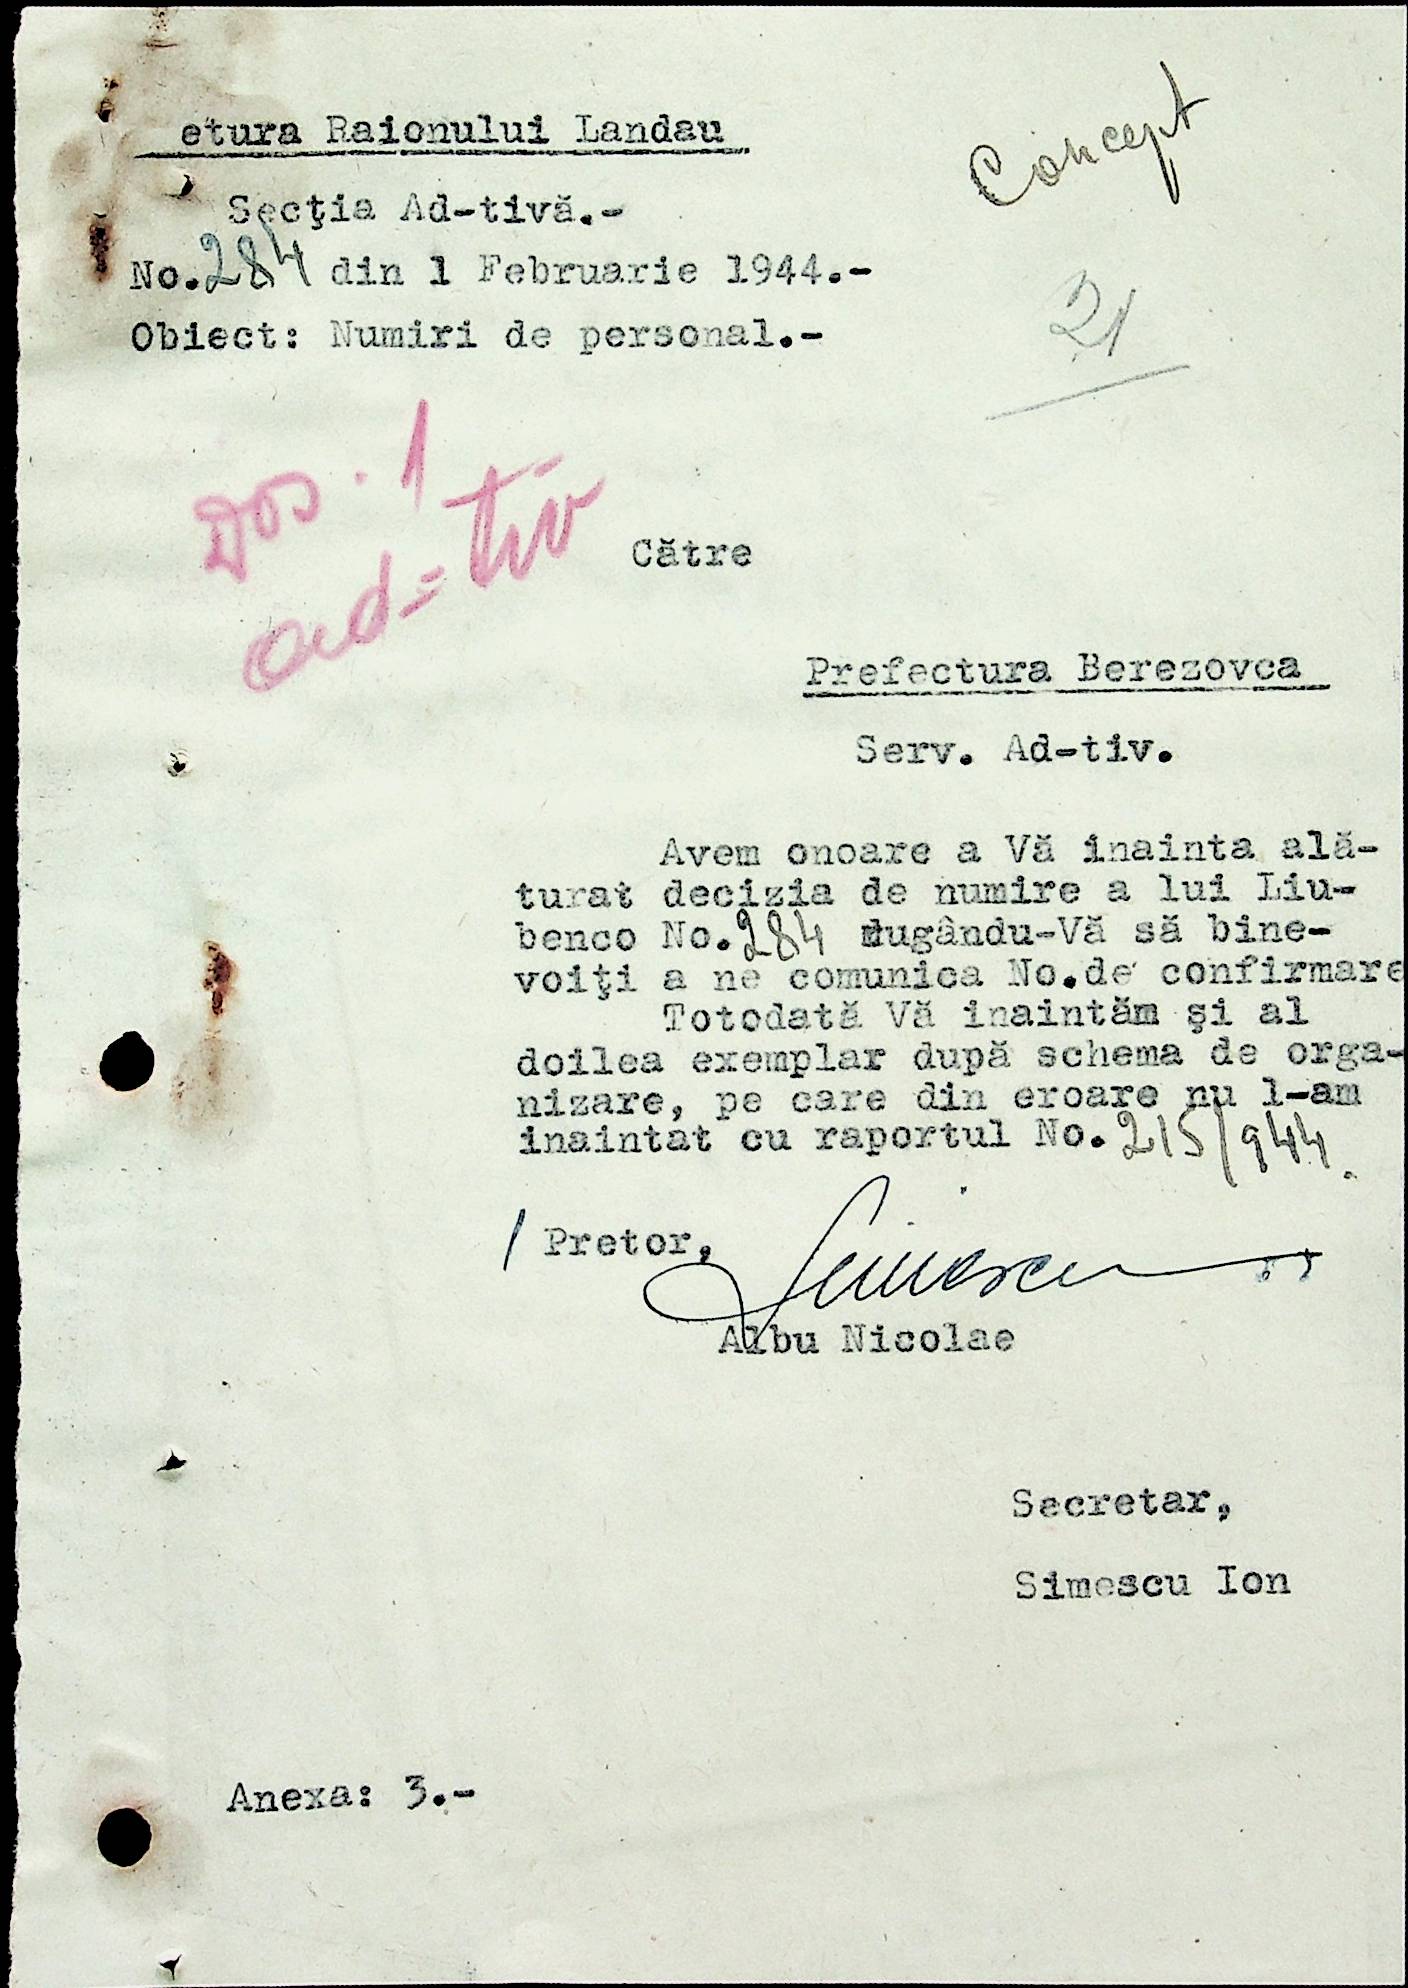 etura Raionului Landau
Concept
Secţia Ad-tivă.-
No.284 din 1 Februarie 1944.-
Obiect: Numiri de personal.-
21
Dos. 1
ad=tiv
Către
Prefectura Berezovca
Serv. Ad-tiv.
Avem onoare a Vă inainta ală-
turat decizia de numire a lui Liu-
benco No.284 rugându-Vă să bine-
voiţi a ne comunica No.de confirmare
Totodată Vă inaintăm şi al
doilea exemplar după schema de orga-
nizare, pe care din eroare nu l-am
inaintat cu raportul No. 215/944.
/ Pretor,
Simescu
Albu Nicolae
Secretar,
Simescu Ion
Anexa: 3.-